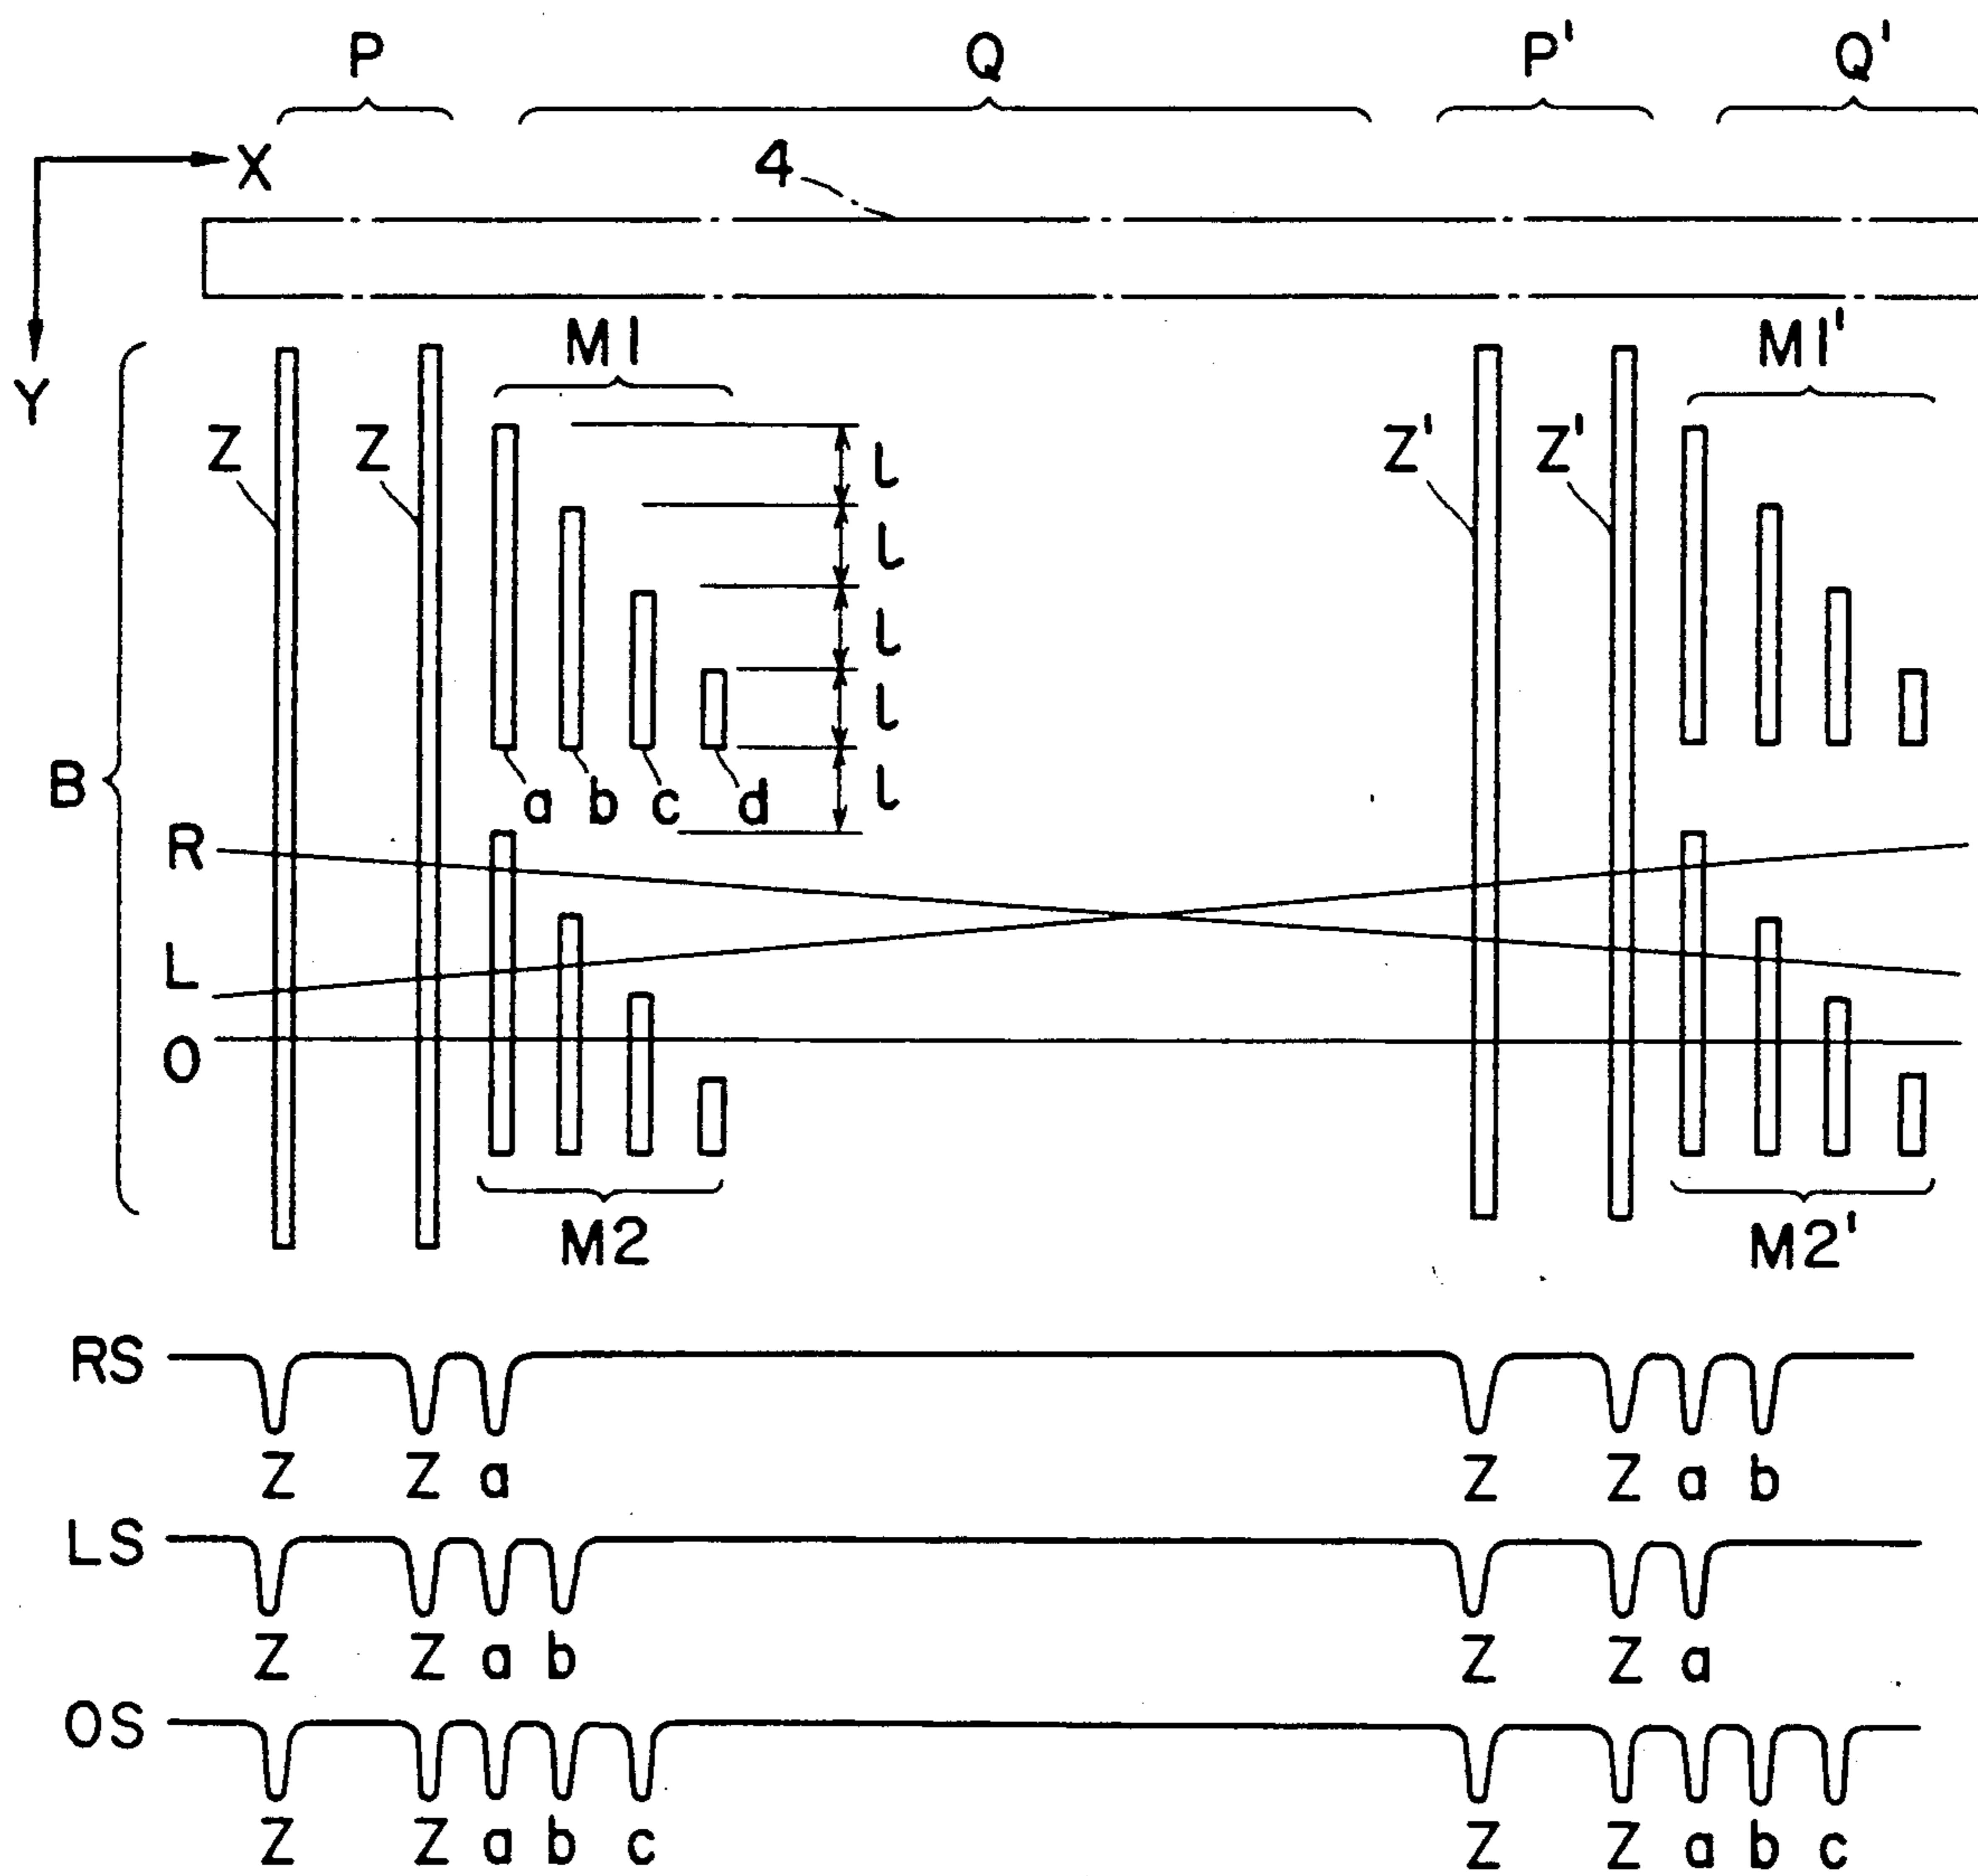 P Q P' Q'
X 4
Y
M1 M1'
Z Z Z' Z'
l
l
l
l
l
B
a b c d
R
L
O
M2 M2'
RS
Z Z a Z Z a b
LS
Z Z a b Z Z a
OS
Z Z a b c Z Z a b c